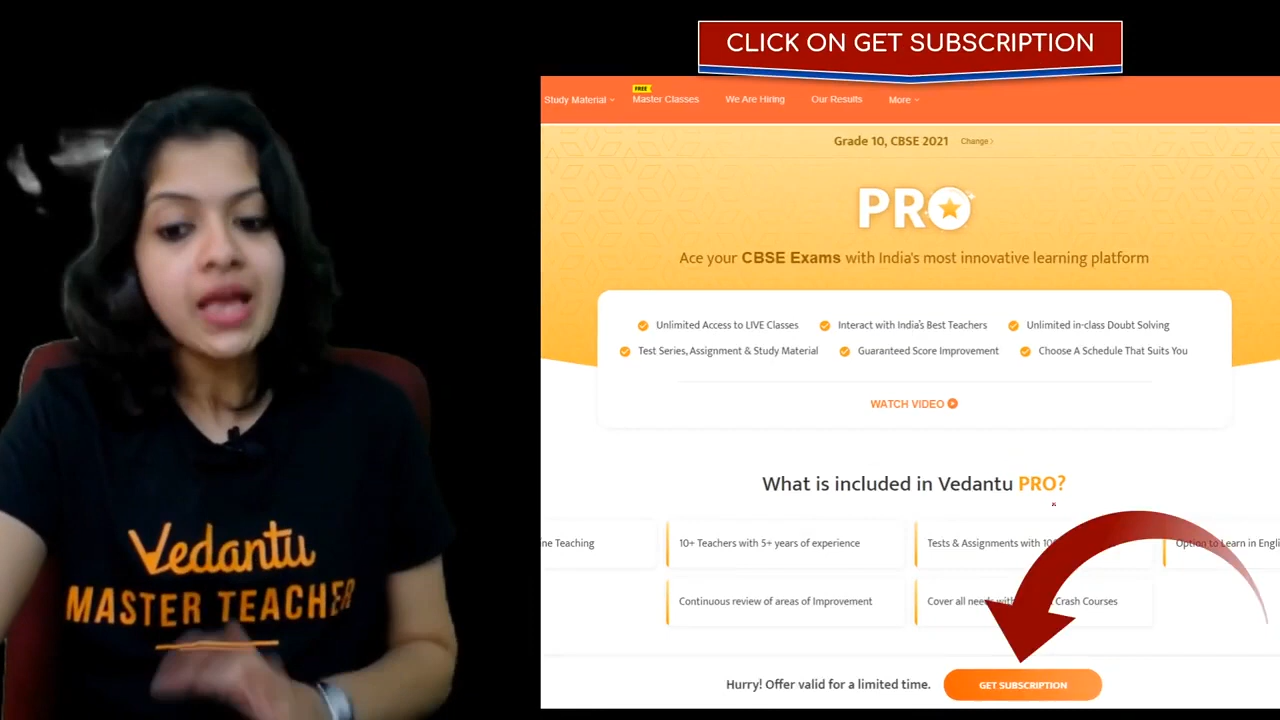 CLICK ON GET SUBSCRIPTION
FREE
Study Material Master Classes We Are Hiring Our Results More
Grade 10, CBSE 2021 Change
PRO
Ace your CBSE Exams with India's most innovative learning platform
Unlimited Access to LIVE Classes Interact with India's Best Teachers Unlimited in-class Doubt Solving
Test Series, Assignment & Study Material Guaranteed Score Improvement Choose A Schedule That Suits You
WATCH VIDEO
What is included in Vedantu PRO?
Teaching 10+ Teachers with 5+ years of experience Tests & Assignments with Option to Learn in
Continuous review of areas of Improvement Cover all Crash Courses
Hurry! Offer valid for a limited time. GET SUBSCRIPTION
Vedantu
MASTER TEACHER